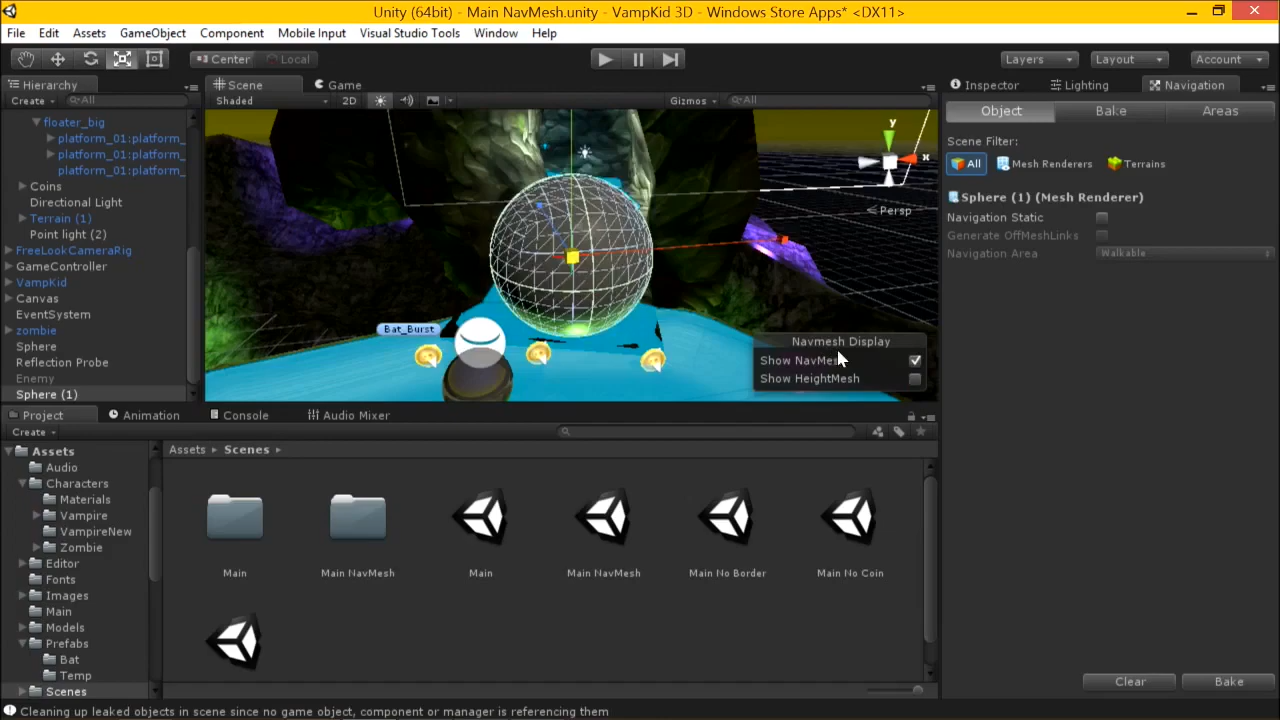 Unity (64bit) - Main NavMesh.unity - VampKid 3D - Windows Store Apps* <DX11>
File Edit Assets GameObject Component Mobile Input Visual Studio Tools Window Help
Center Local Layers Layout Account
Hierarchy Scene Game Inspector Lighting Navigation
Create All Shaded 2D Gizmos All
Object Bake Areas
floater_big
platform_01:platform_
platform_01:platform_
platform_01:platform_
Coins
Directional Light
Terrain (1)
Point light (2)
FreeLookCameraRig
GameController
VampKid
Canvas
EventSystem
zombie
Sphere
Reflection Probe
Enemy
Sphere (1)
y
x
Persp
Bat_Burst
Navmesh Display
Show NavMe
Show HeightMesh
Scene Filter:
All Mesh Renderers Terrains
Sphere (1) (Mesh Renderer)
Navigation Static
Generate OffMeshLinks
Navigation Area Walkable
Clear Bake
Project Animation Console Audio Mixer
Create
Assets
Audio
Characters
Materials
Vampire
VampireNew
Zombie
Editor
Fonts
Images
Main
Models
Prefabs
Bat
Temp
Scenes
Assets Scenes
Main Main NavMesh Main Main NavMesh Main No Border Main No Coin
Cleaning up leaked objects in scene since no game object, component or manager is referencing them